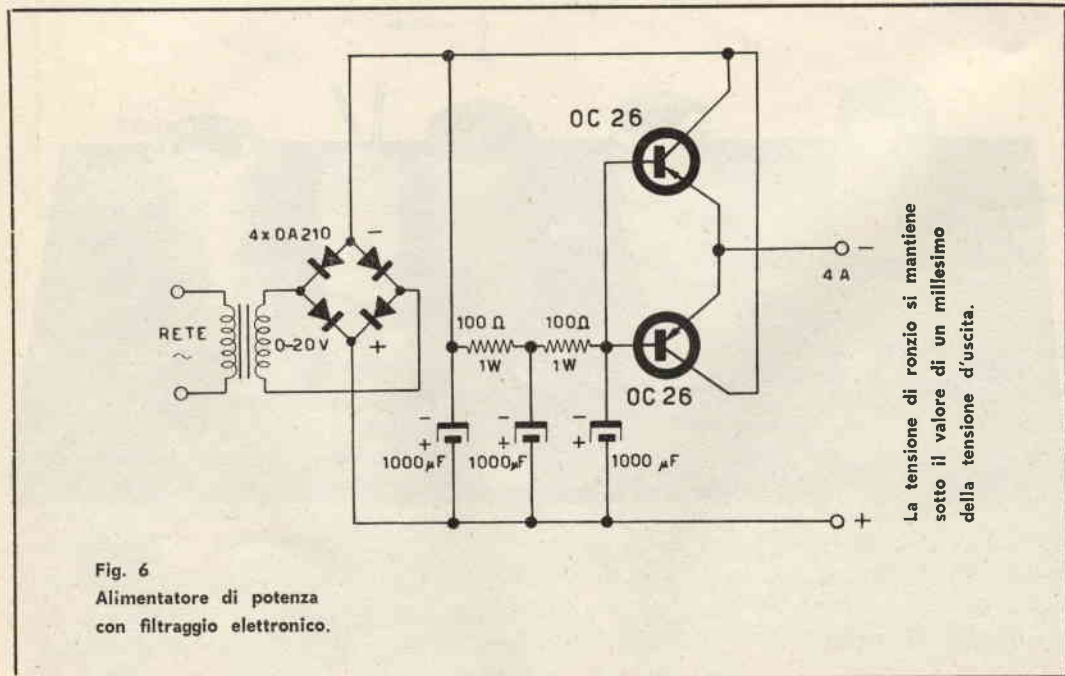 OC 26
4 x OA210
−
RETE
~
0-20V
+
100 Ω
1W
100Ω
1W
OC 26
−
4 A
−
+
1000µF
−
+
1000µF
−
+
1000 µF
+
La tensione di ronzio si mantiene
sotto il valore di un millesimo
della tensione d'uscita.
Fig. 6
Alimentatore di potenza
con filtraggio elettronico.